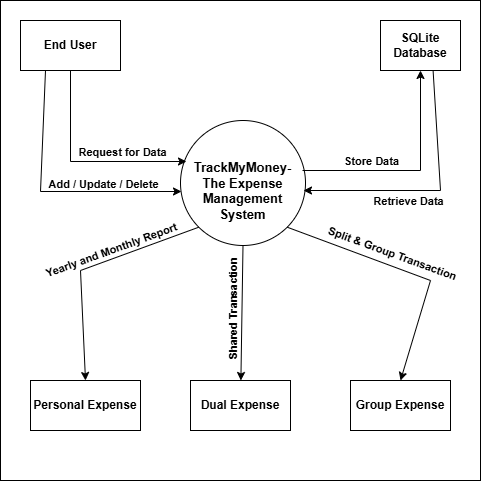 End User
SQLite
Database
Request for Data
Add / Update / Delete
TrackMyMoney-
The Expense
Management
System
Store Data
Retrieve Data
Yearly and Monthly Report
Shared Transaction
Split & Group Transaction
Personal Expense
Dual Expense
Group Expense